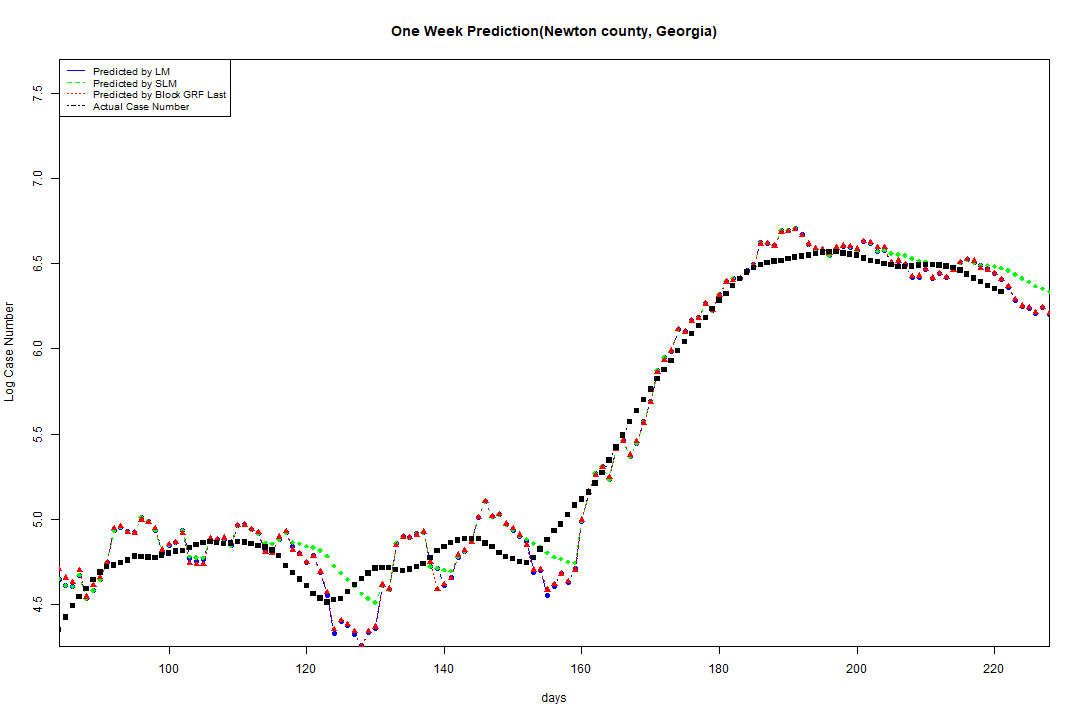 One Week Prediction(Newton county, Georgia)
Predicted by LM
Predicted by SLM
Predicted by Block GRF Last
Actual Case Number
7.5
7.0
6.5
6.0
5.5
5.0
4.5
Log Case Number
100 120 140 160 180 200 220
days